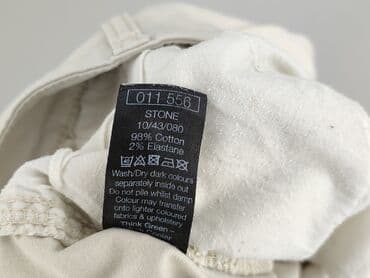 011 556
STONE
10/43/080
98% Cotton
2% Elastane
Wash/Dry dark colours
separately inside out
Do not pile whilst damp
Colour may transfer
onto lighter coloured
fabrics & upholstery
Think Green -